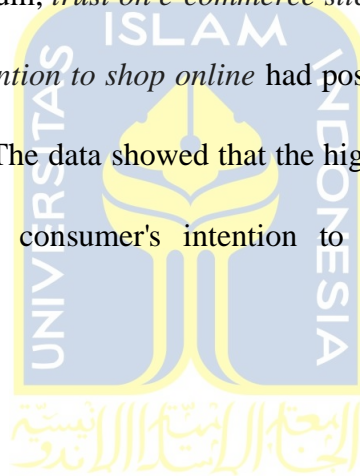 um, trust on e-commerce site
ntion to shop online had pos
The data showed that the hig
consumer's intention to
ISLAM
UNIVERSITAS
INDONESIA